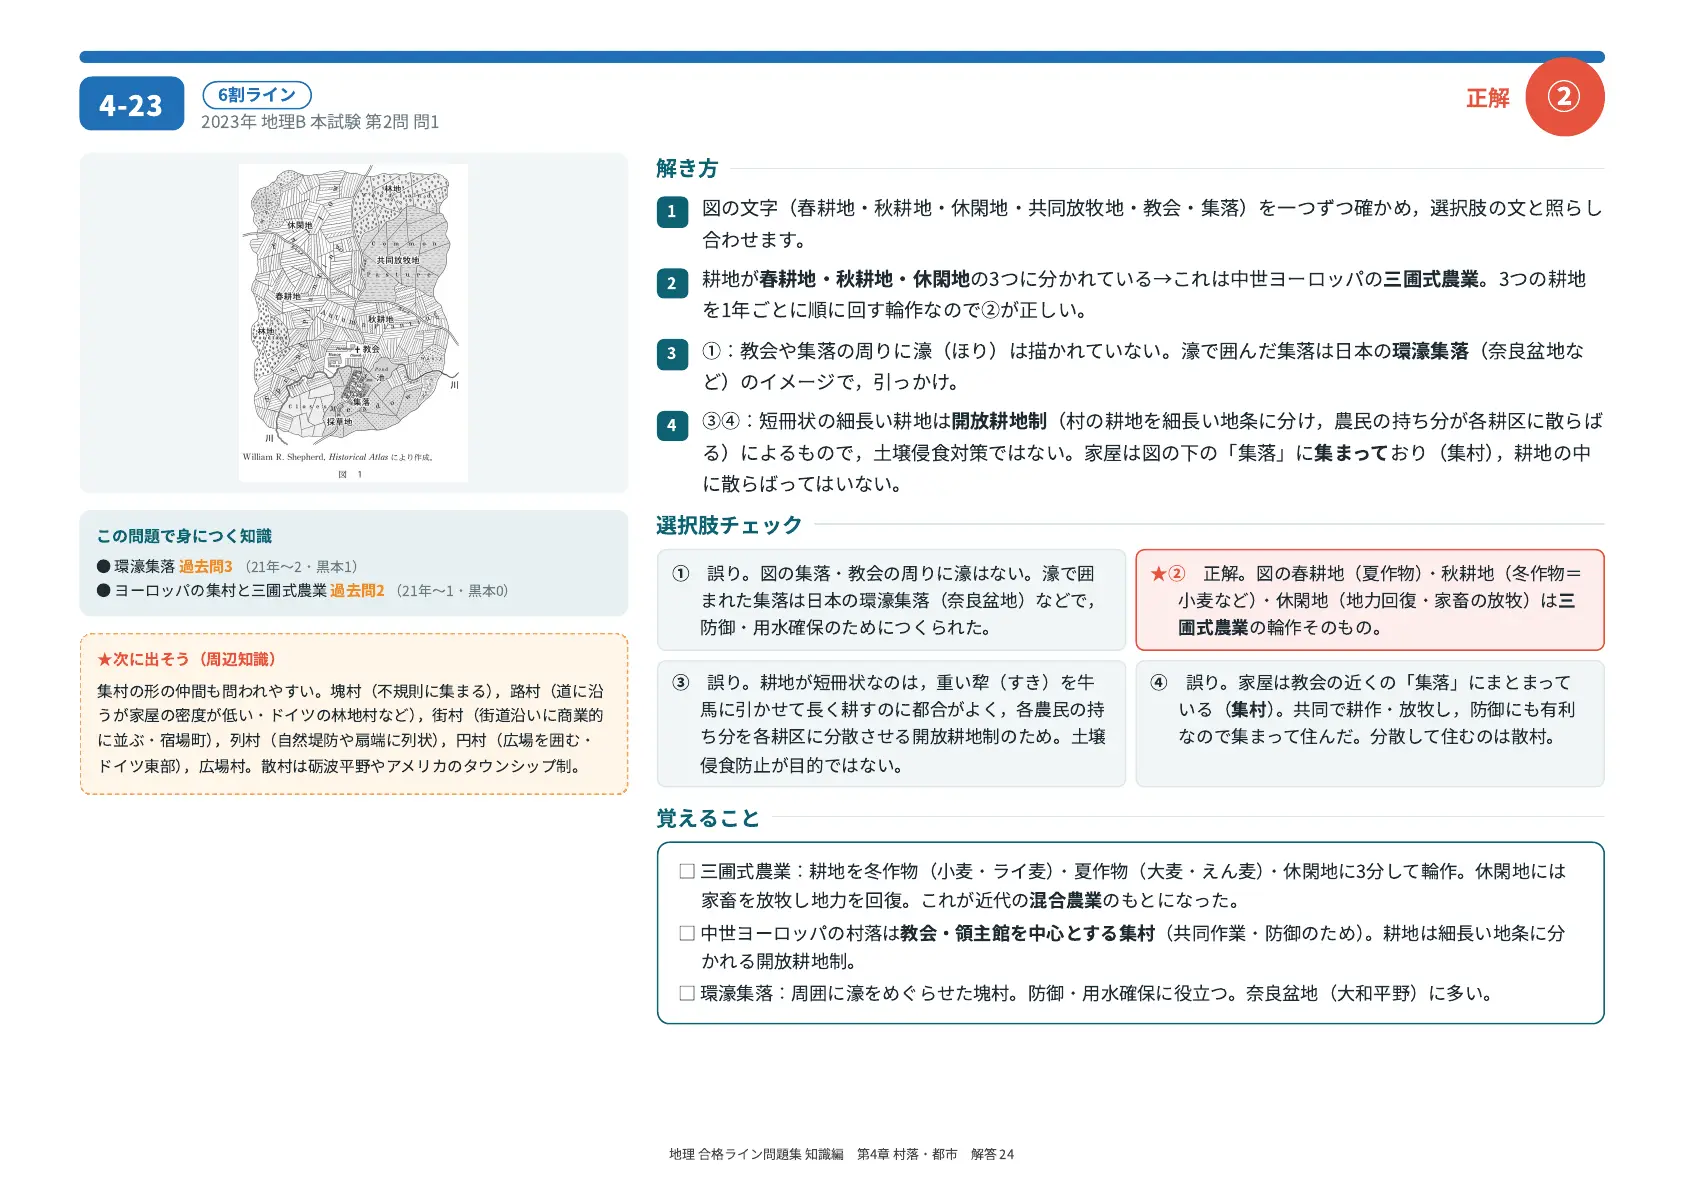 4-23
6割ライン
2023年 地理B 本試験 第2問 問1
正解 ②
林地
休閑地
Common
共同放牧地
Pasture
春耕地
秋耕地
林地
教会
Pond
池
川
集落
Close
Meadow
採草地
川
William R. Shepherd, Historical Atlas により作成。
図 1
この問題で身につく知識
● 環濠集落 過去問3 （21年〜2・黒本1）
● ヨーロッパの集村と三圃式農業 過去問2 （21年〜1・黒本0）
★次に出そう（周辺知識）
集村の形の仲間も問われやすい。塊村（不規則に集まる），路村（道に沿
うが家屋の密度が低い・ドイツの林地村など），街村（街道沿いに商業的
に並ぶ・宿場町），列村（自然堤防や扇端に列状），円村（広場を囲む・
ドイツ東部），広場村。散村は砺波平野やアメリカのタウンシップ制。
解き方
1 図の文字（春耕地・秋耕地・休閑地・共同放牧地・教会・集落）を一つずつ確かめ，選択肢の文と照らし
合わせます。
2 耕地が春耕地・秋耕地・休閑地の3つに分かれている→これは中世ヨーロッパの三圃式農業。3つの耕地
を1年ごとに順に回す輪作なので②が正しい。
3 ①：教会や集落の周りに濠（ほり）は描かれていない。濠で囲んだ集落は日本の環濠集落（奈良盆地な
ど）のイメージで，引っかけ。
4 ③④：短冊状の細長い耕地は開放耕地制（村の耕地を細長い地条に分け，農民の持ち分が各耕区に散らば
る）によるもので，土壌侵食対策ではない。家屋は図の下の「集落」に集まっており（集村），耕地の中
に散らばってはいない。
選択肢チェック
① 誤り。図の集落・教会の周りに濠はない。濠で囲
まれた集落は日本の環濠集落（奈良盆地）などで，
防御・用水確保のためにつくられた。
★② 正解。図の春耕地（夏作物）・秋耕地（冬作物＝
小麦など）・休閑地（地力回復・家畜の放牧）は三
圃式農業の輪作そのもの。
③ 誤り。耕地が短冊状なのは，重い犂（すき）を牛
馬に引かせて長く耕すのに都合がよく，各農民の持
ち分を各耕区に分散させる開放耕地制のため。土壌
侵食防止が目的ではない。
④ 誤り。家屋は教会の近くの「集落」にまとまって
いる（集村）。共同で耕作・放牧し，防御にも有利
なので集まって住んだ。分散して住むのは散村。
覚えること
□ 三圃式農業：耕地を冬作物（小麦・ライ麦）・夏作物（大麦・えん麦）・休閑地に3分して輪作。休閑地には
家畜を放牧し地力を回復。これが近代の混合農業のもとになった。
□ 中世ヨーロッパの村落は教会・領主館を中心とする集村（共同作業・防御のため）。耕地は細長い地条に分
かれる開放耕地制。
□ 環濠集落：周囲に濠をめぐらせた塊村。防御・用水確保に役立つ。奈良盆地（大和平野）に多い。
地理 合格ライン問題集 知識編 第4章 村落・都市 解答 24